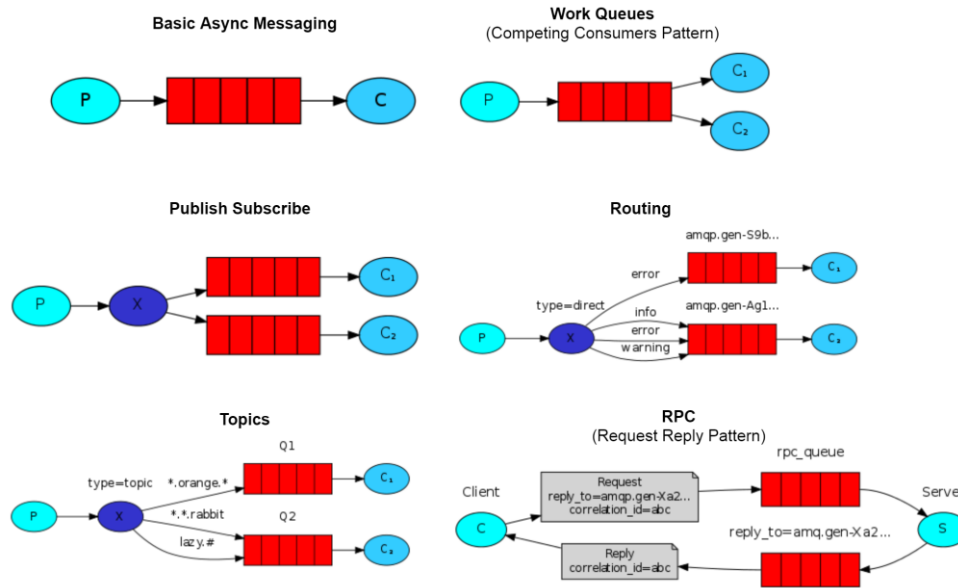 Basic Async Messaging
P
C
Work Queues
(Competing Consumers Pattern)
P
C₁
C₂
Publish Subscribe
P
X
C₁
C₂
Routing
amqp.gen-S9b...
error
C₁
type=direct
amqp.gen-Ag1...
info
P
X
error
C₂
warning
Topics
Q1
type=topic
*.orange.*
C₁
P
X
*.*.rabbit
Q2
lazy.#
C₂
RPC
(Request Reply Pattern)
rpc_queue
Client
Request
reply_to=amqp.gen-Xa2...
correlation_id=abc
Serve
C
S
reply_to=amq.gen-Xa2...
Reply
correlation_id=abc